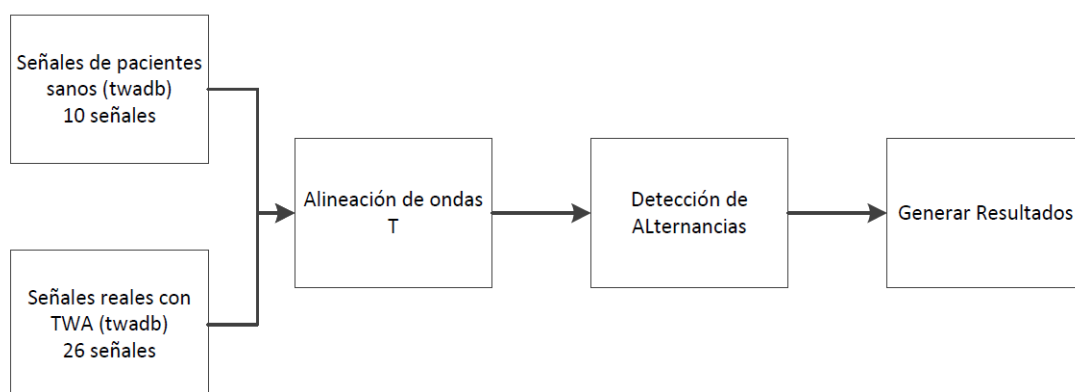 Señales de pacientes
sanos (twadb)
10 señales
Señales reales con
TWA (twadb)
26 señales
Alineación de ondas
T
Detección de
ALternancias
Generar Resultados